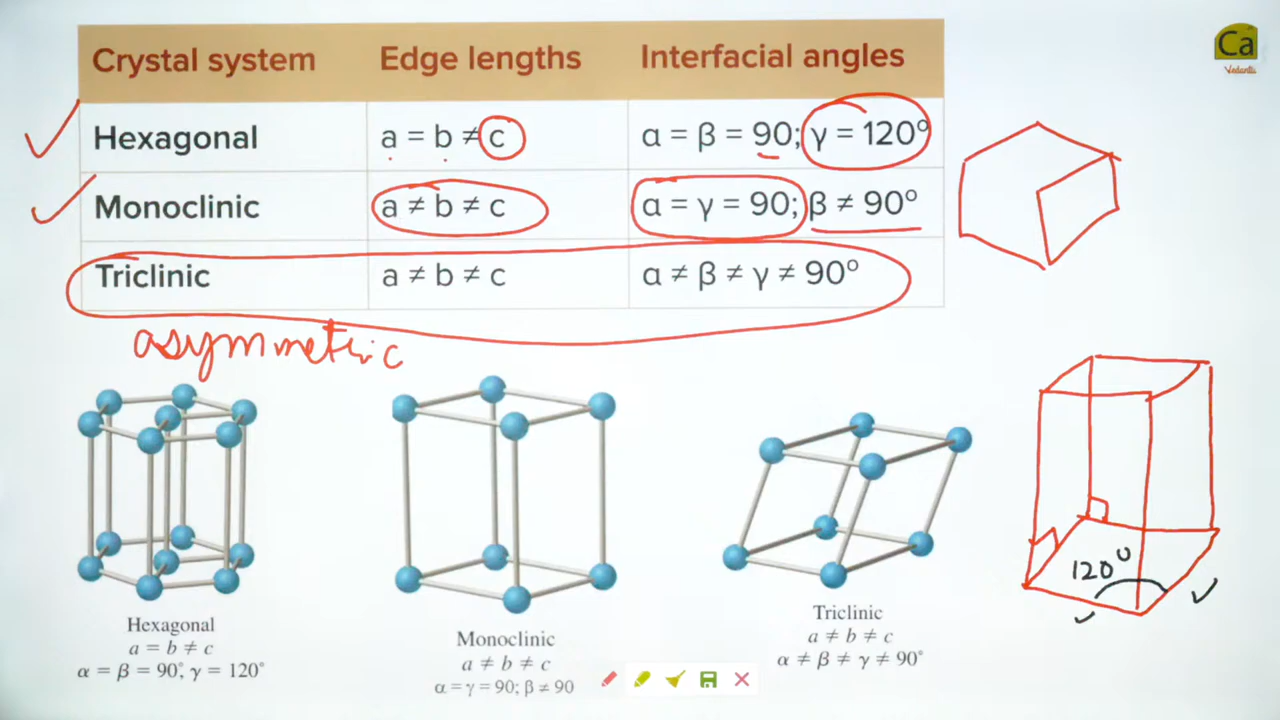 Crystal system Edge lengths Interfacial angles
Hexagonal a = b ≠ c α = β = 90; γ = 120°
Monoclinic a ≠ b ≠ c α = γ = 90; β ≠ 90°
Triclinic a ≠ b ≠ c α ≠ β ≠ γ ≠ 90°
asymmetric
Ca
Vedantu
120°
Hexagonal
a = b ≠ c
α = β = 90°, γ = 120°
Monoclinic
a ≠ b ≠ c
α = γ = 90; β ≠ 90
Triclinic
a ≠ b ≠ c
α ≠ β ≠ γ ≠ 90°